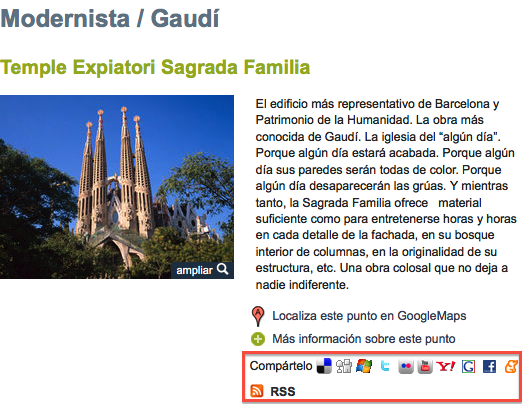 Modernista / Gaudí
Temple Expiatori Sagrada Familia
El edificio más representativo de Barcelona y
Patrimonio de la Humanidad. La obra más
conocida de Gaudí. La iglesia del “algún día”.
Porque algún día estará acabada. Porque algún
día sus paredes serán todas de color. Porque
algún día desaparecerán las grúas. Y mientras
tanto, la Sagrada Familia ofrece material
suficiente como para entretenerse horas y horas
en cada detalle de la fachada, en su bosque
interior de columnas, en la originalidad de su
estructura, etc. Una obra colosal que no deja a
nadie indiferente.
ampliar
A Localiza este punto en GoogleMaps
Más información sobre este punto
Compártelo
RSS